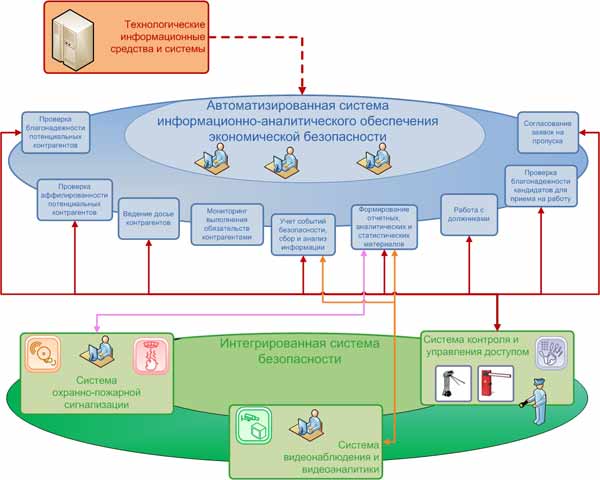 Технологические
информационные
средства и системы
Автоматизированная система
информационно-аналитического обеспечения
экономической безопасности
Проверка
благонадежности
потенциальных
контрагентов
Согласование
заявок на
пропуска
Проверка
аффилированности
потенциальных
контрагентов
Ведение досье
контрагентов
Мониторинг
выполнения
обязательств
контрагентами
Учет событий
безопасности,
сбор и анализ
информации
Формирование
отчетных,
аналитических и
статистических
материалов
Работа с
должниками
Проверка
благонадежности
кандидатов для
приема на работу
Интегрированная система
безопасности
Система
охранно-пожарной
сигнализации
Система контроля и
управления доступом
Система
видеонаблюдения и
видеоаналитики